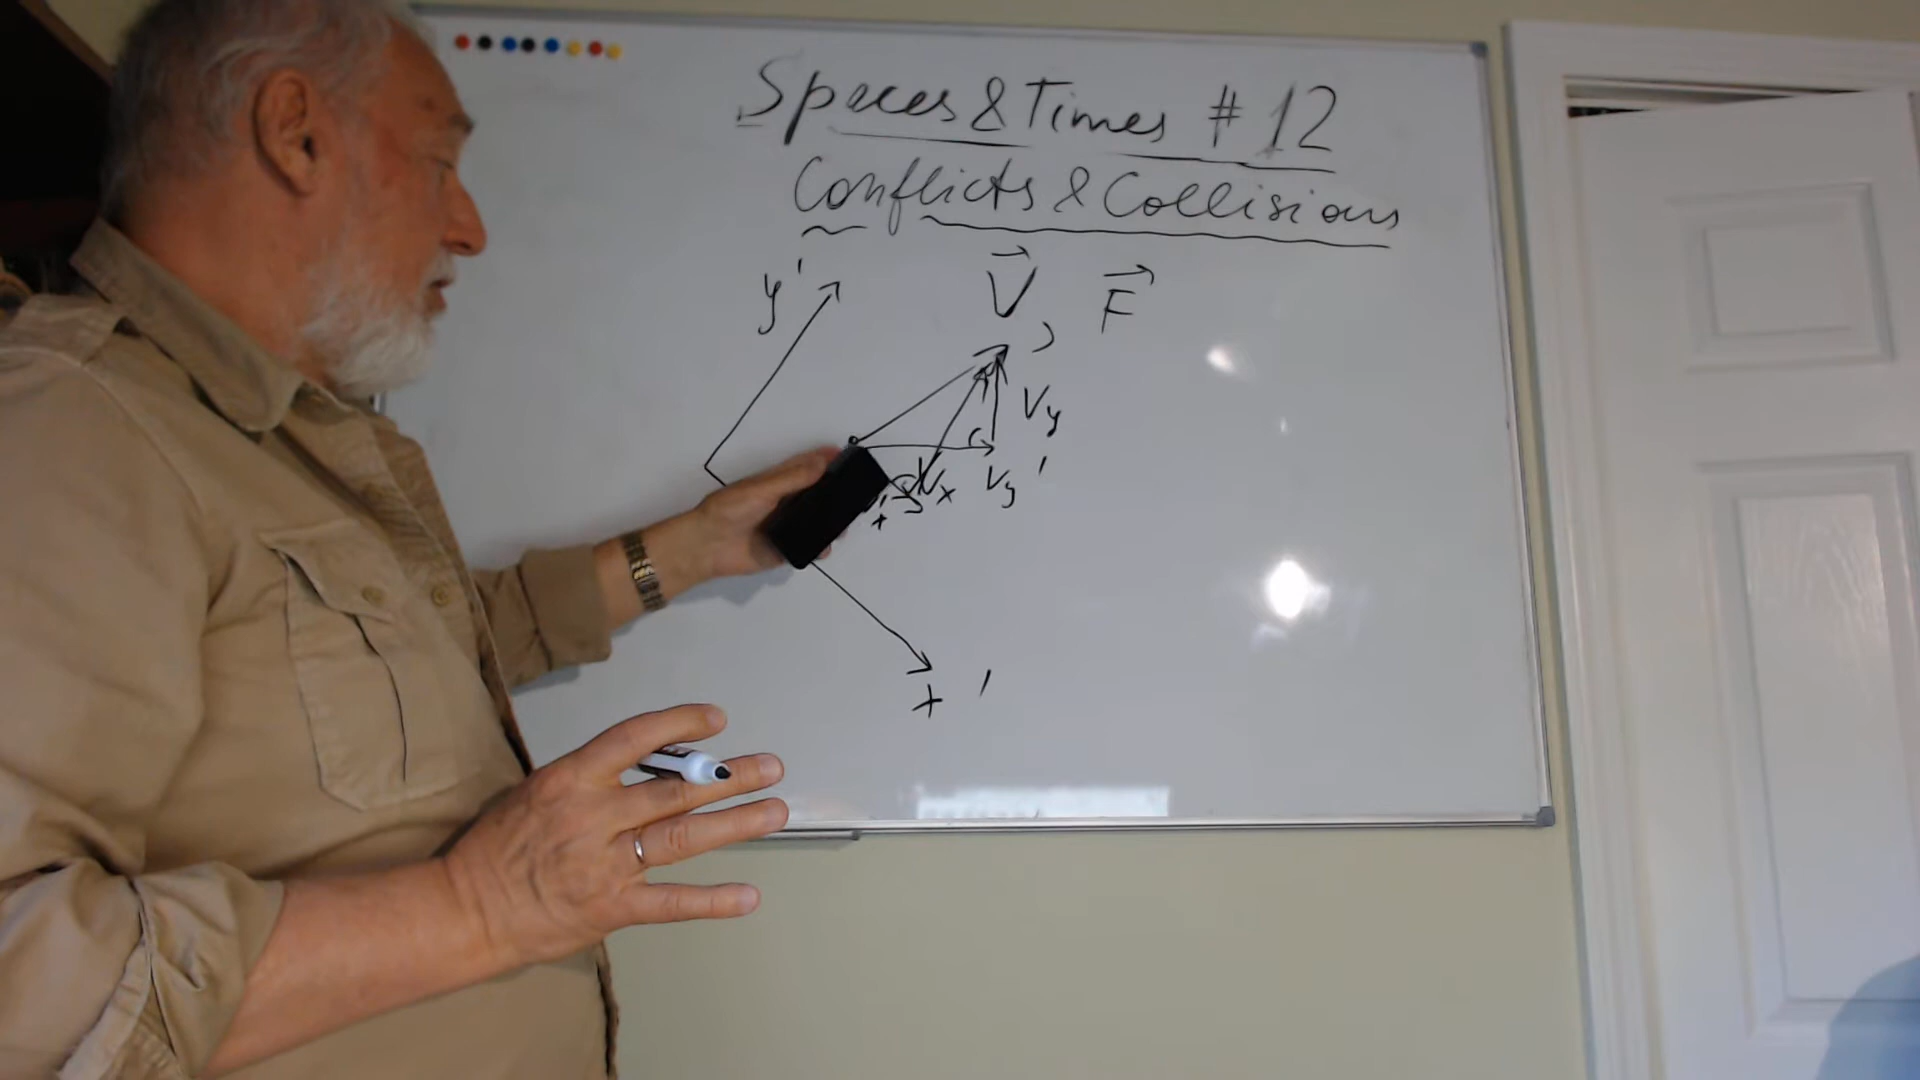 Spaces & Times # 12
Conflicts & Collisions
y' V F
Vy
Vx Vy'
x'